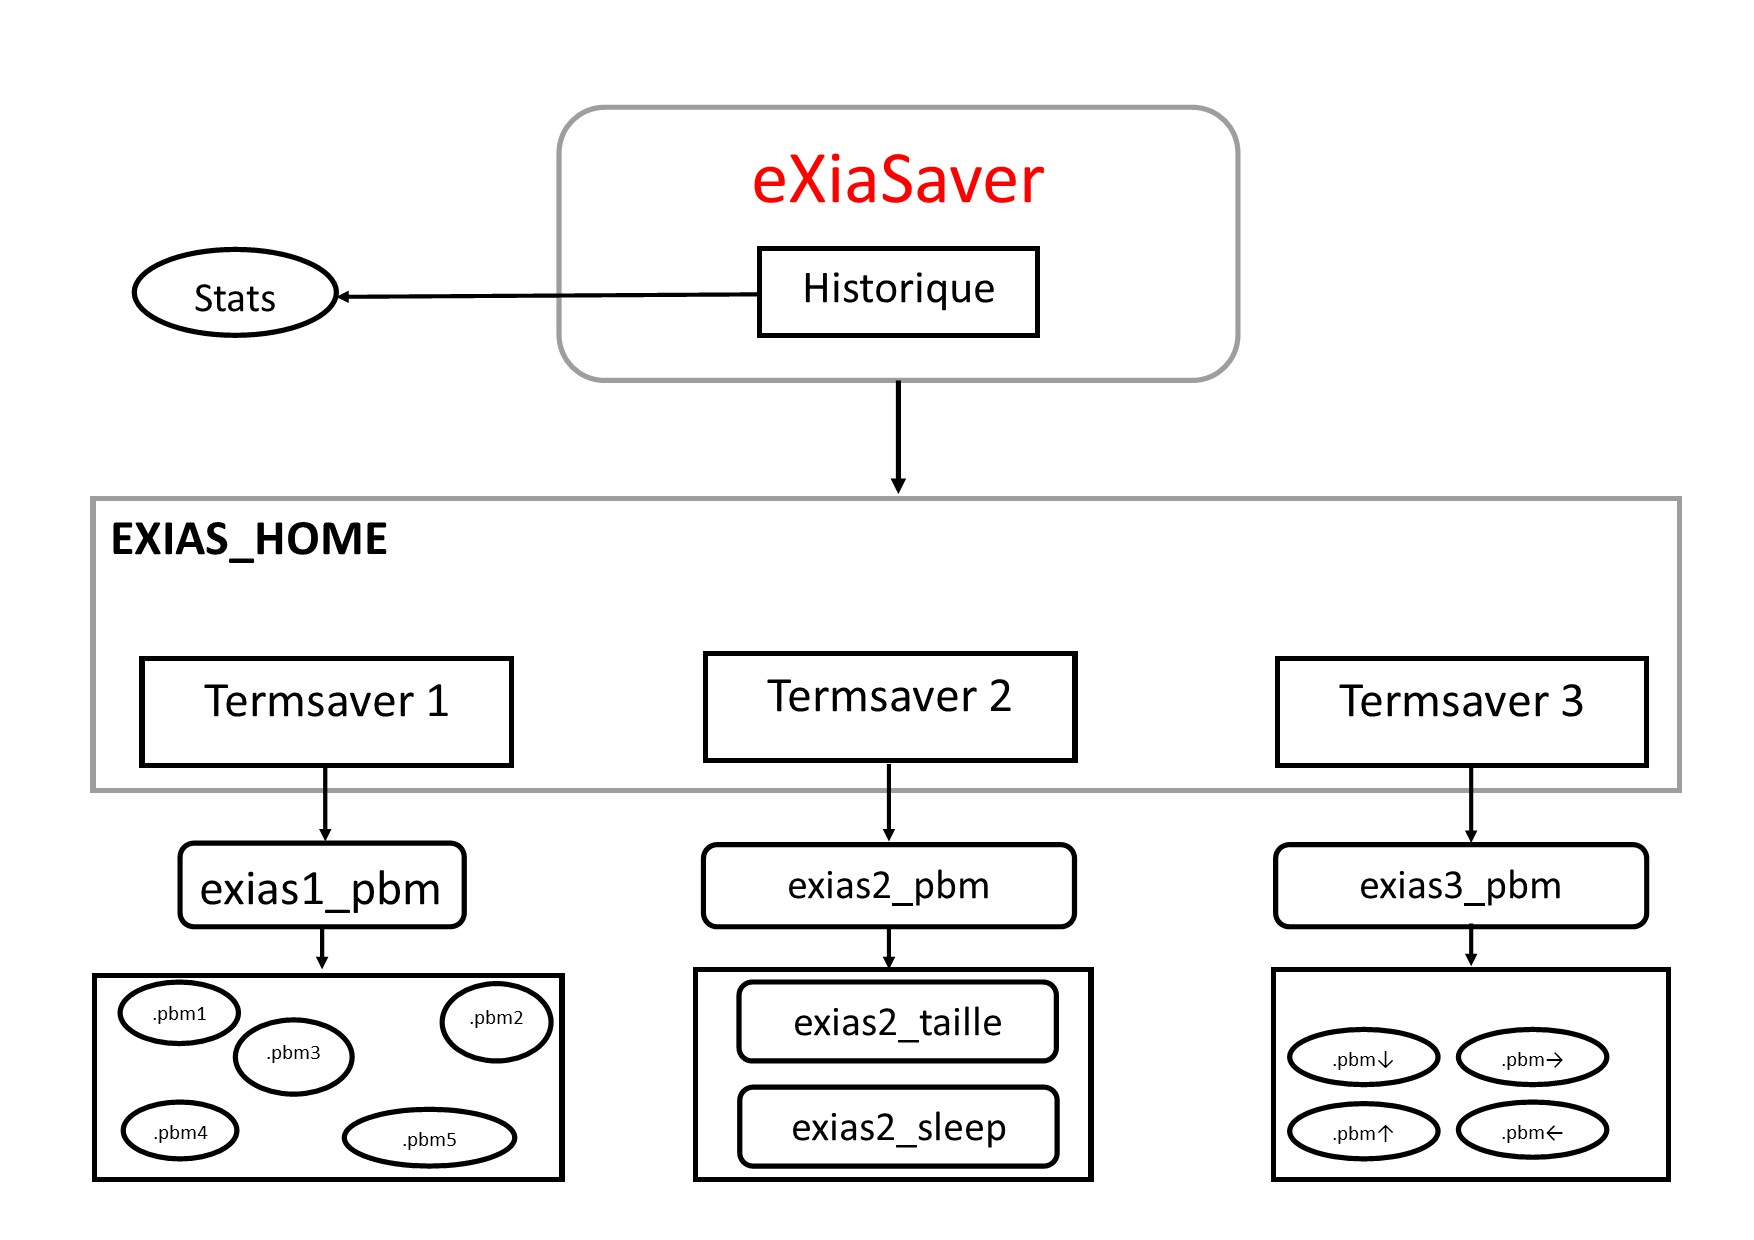 eXiaSaver
Historique
Stats
EXIAS_HOME
Termsaver 1
Termsaver 2
Termsaver 3
exias1_pbm
exias2_pbm
exias3_pbm
.pbm1
.pbm2
.pbm3
.pbm4
.pbm5
exias2_taille
exias2_sleep
.pbm↓
.pbm→
.pbm↑
.pbm←